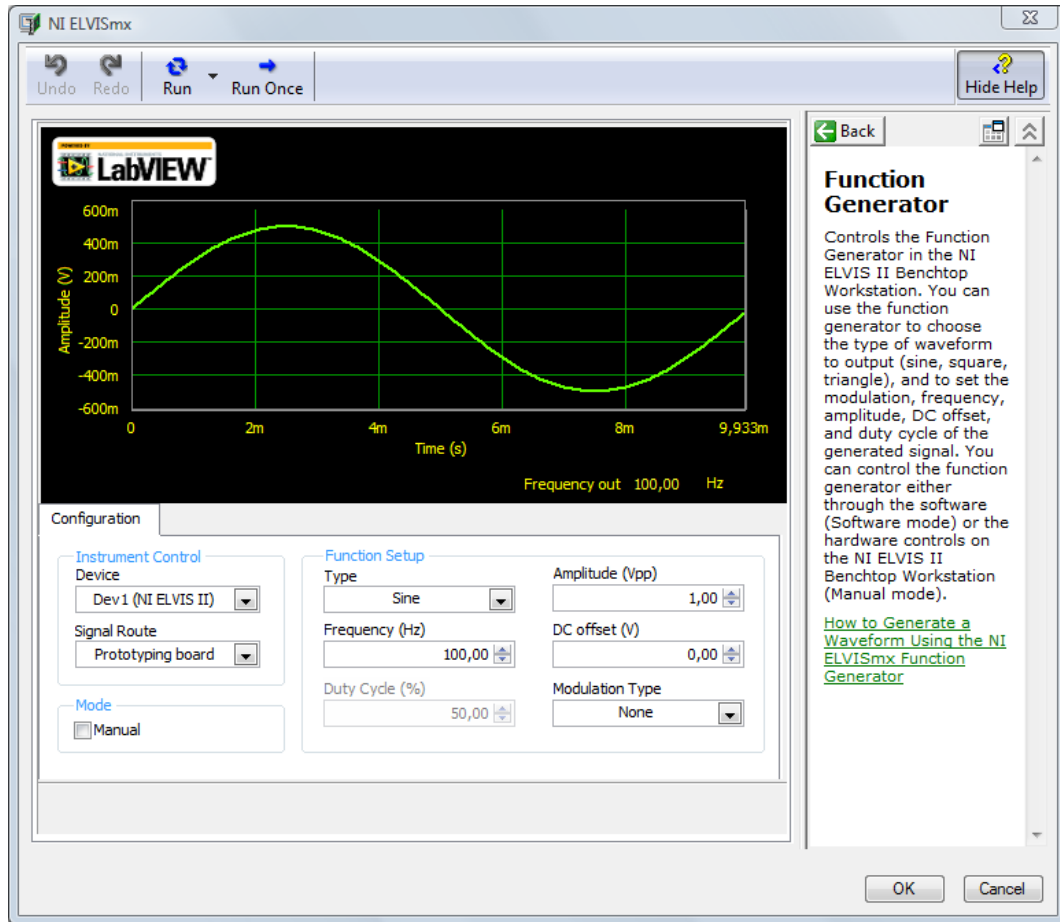 NI ELVISmx
Undo Redo Run Run Once Hide Help
POWERED BY
NATIONAL INSTRUMENTS
LabVIEW
Amplitude (V)
600m
400m
200m
0
-200m
-400m
-600m
0 2m 4m 6m 8m 9,933m
Time (s)
Frequency out 100,00 Hz
Configuration
Instrument Control
Device
Dev1 (NI ELVIS II)
Signal Route
Prototyping board
Mode
Manual
Function Setup
Type
Sine
Frequency (Hz)
100,00
Duty Cycle (%)
50,00
Amplitude (Vpp)
1,00
DC offset (V)
0,00
Modulation Type
None
Back
Function
Generator
Controls the Function
Generator in the NI
ELVIS II Benchtop
Workstation. You can
use the function
generator to choose
the type of waveform
to output (sine, square,
triangle), and to set the
modulation, frequency,
amplitude, DC offset,
and duty cycle of the
generated signal. You
can control the function
generator either
through the software
(Software mode) or the
hardware controls on
the NI ELVIS II
Benchtop Workstation
(Manual mode).
How to Generate a
Waveform Using the NI
ELVISmx Function
Generator
OK Cancel